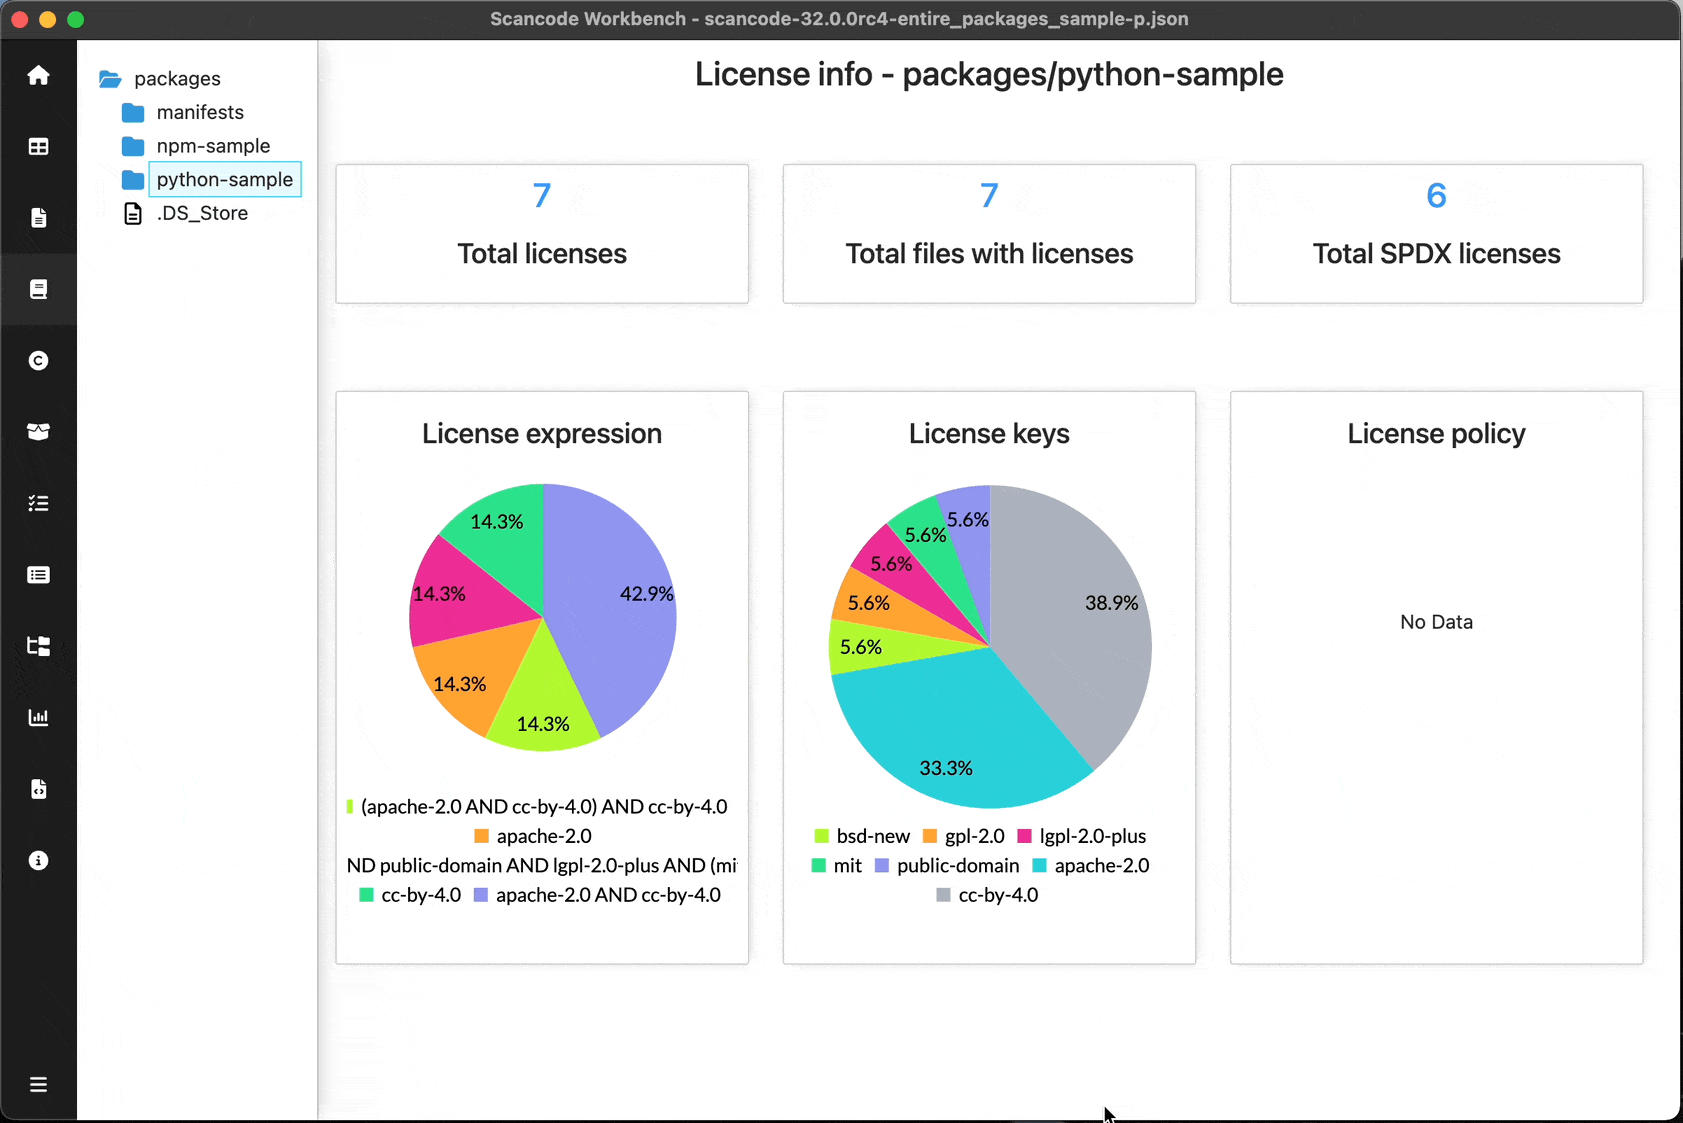 Scancode Workbench - scancode-32.0.0rc4-entire_packages_sample-p.json
packages
manifests
npm-sample
python-sample
.DS_Store
License info - packages/python-sample
7
Total licenses
7
Total files with licenses
6
Total SPDX licenses
License expression
14.3%
42.9%
14.3%
14.3%
14.3%
(apache-2.0 AND cc-by-4.0) AND cc-by-4.0
apache-2.0
ND public-domain AND lgpl-2.0-plus AND (mi
cc-by-4.0 apache-2.0 AND cc-by-4.0
License keys
5.6%
5.6%
5.6%
5.6%
38.9%
5.6%
33.3%
bsd-new gpl-2.0 lgpl-2.0-plus
mit public-domain apache-2.0
cc-by-4.0
License policy
No Data